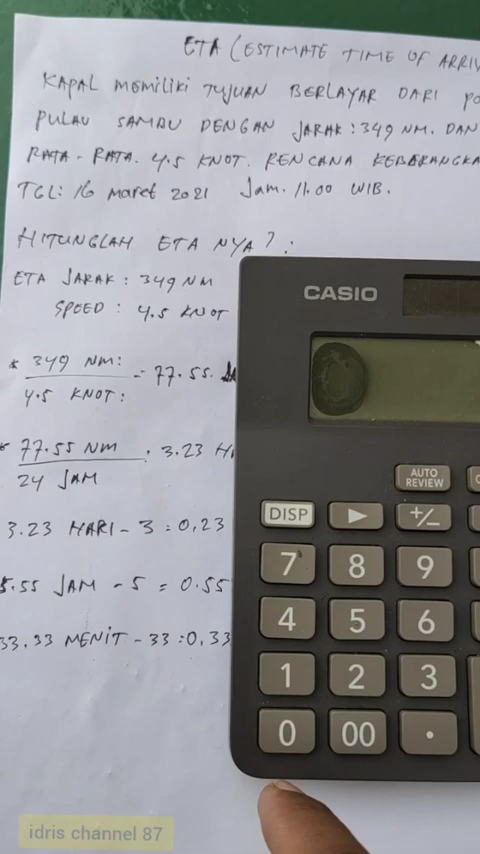 ETA (ESTIMATE TIME OF ARRIV
KAPAL MEMILIKI TUJUAN BERLAYAR DARI PO
PULAU SAMBU DENGAN JARAK : 349 NM. DAN
RATA - RATA. 4.5 KNOT. RENCANA KEBERANGKA
TGL: 16 Maret 2021 Jam. 11.00 WIB.
HITUNGLAH ETA NYA ? :
ETA JARAK : 349 NM
SPEED : 4.5 KNOT
* 349 NM: = 77.55.
4.5 KNOT:
77.55 NM . 3.23 H
24 JAM
3.23 HARI - 3 = 0,23
5.55 JAM - 5 = 0.55
33.33 MENIT - 33 : 0,33
CASIO
AUTO REVIEW
DISP ▶ +/−
7 8 9
4 5 6
1 2 3
0 00 .
idris channel 87